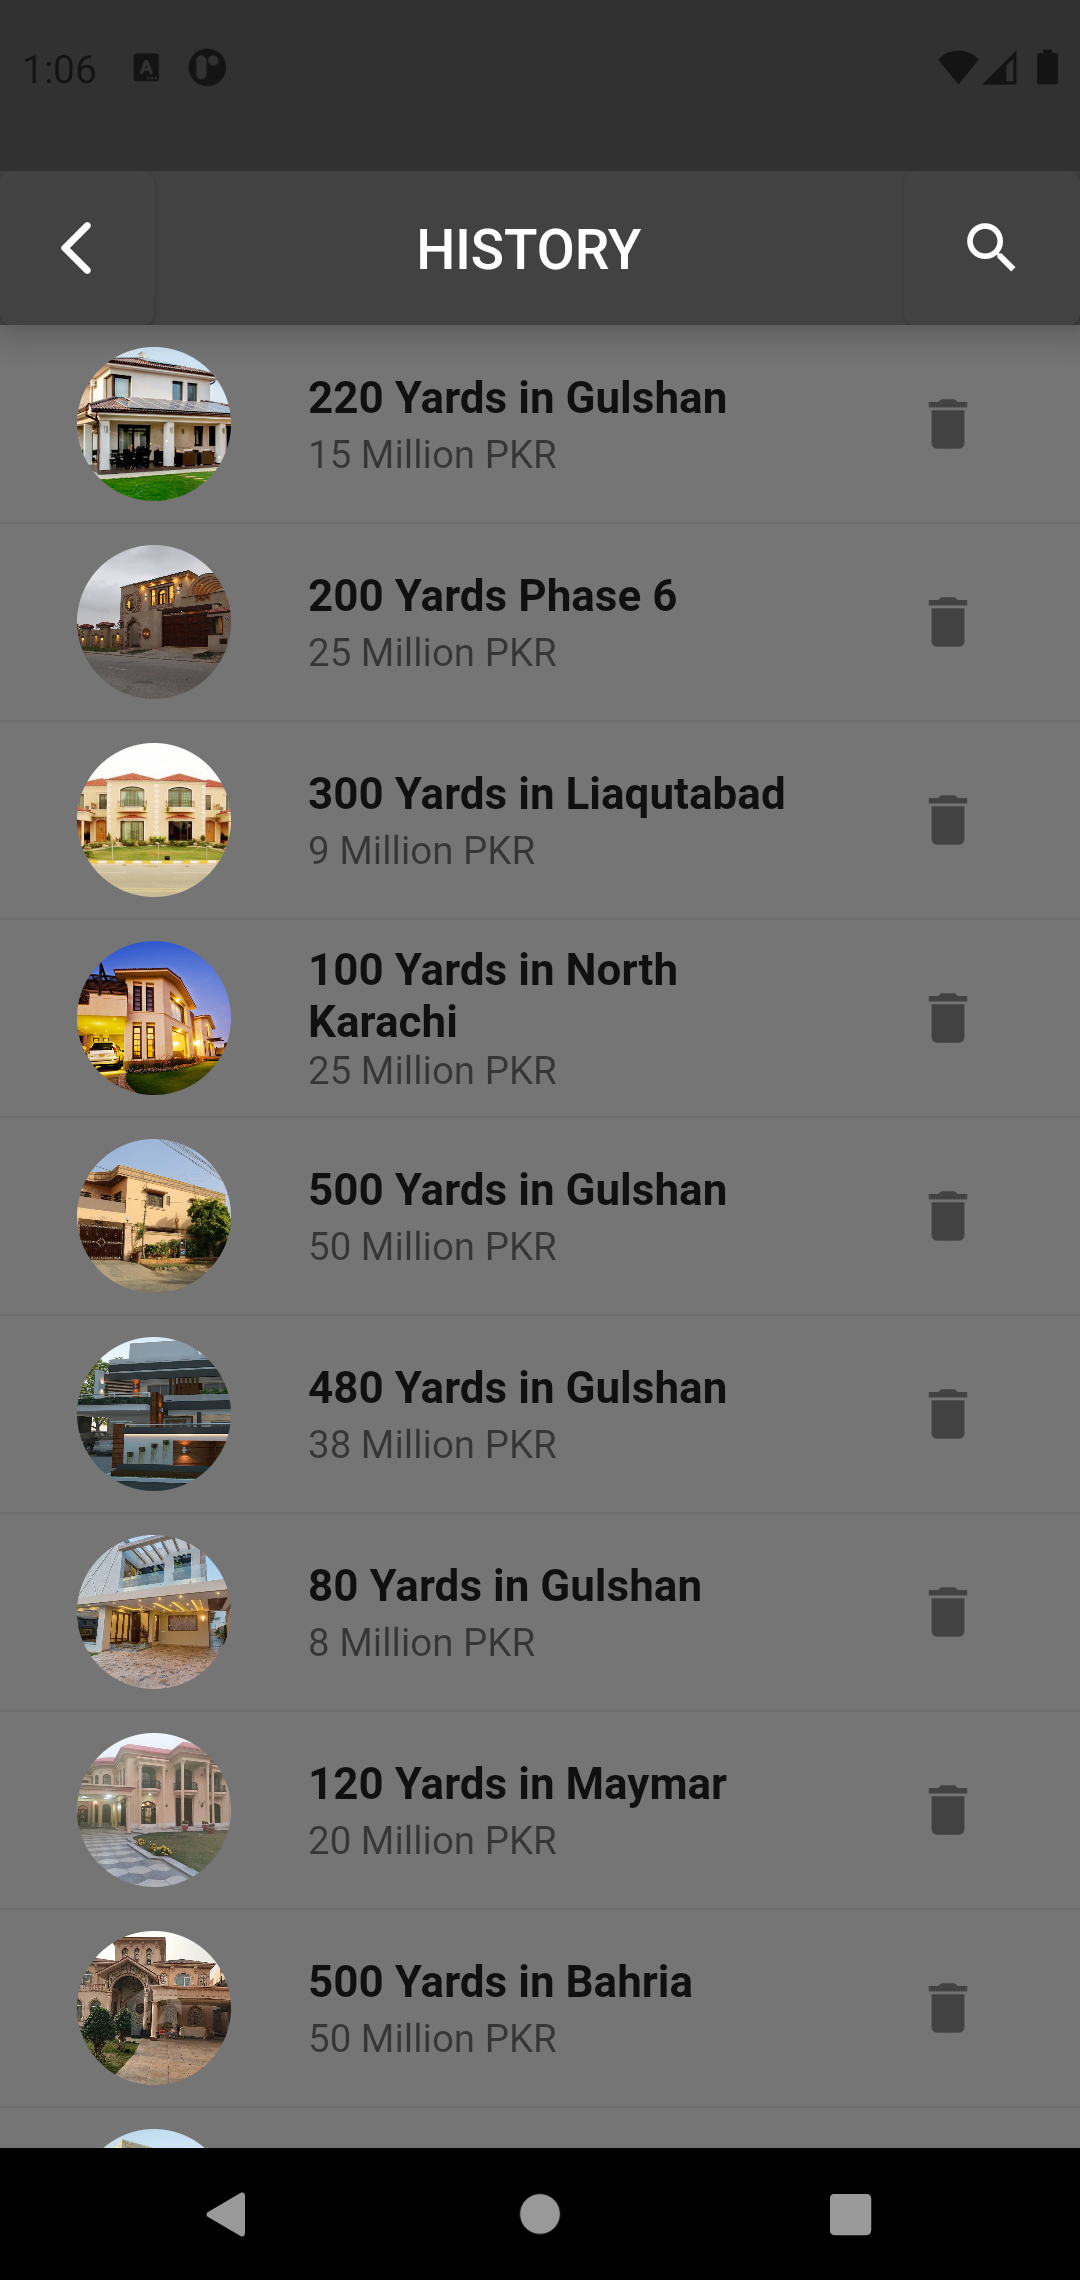 1:06
HISTORY
220 Yards in Gulshan
15 Million PKR
200 Yards Phase 6
25 Million PKR
300 Yards in Liaqutabad
9 Million PKR
100 Yards in North
Karachi
25 Million PKR
500 Yards in Gulshan
50 Million PKR
480 Yards in Gulshan
38 Million PKR
80 Yards in Gulshan
8 Million PKR
120 Yards in Maymar
20 Million PKR
500 Yards in Bahria
50 Million PKR